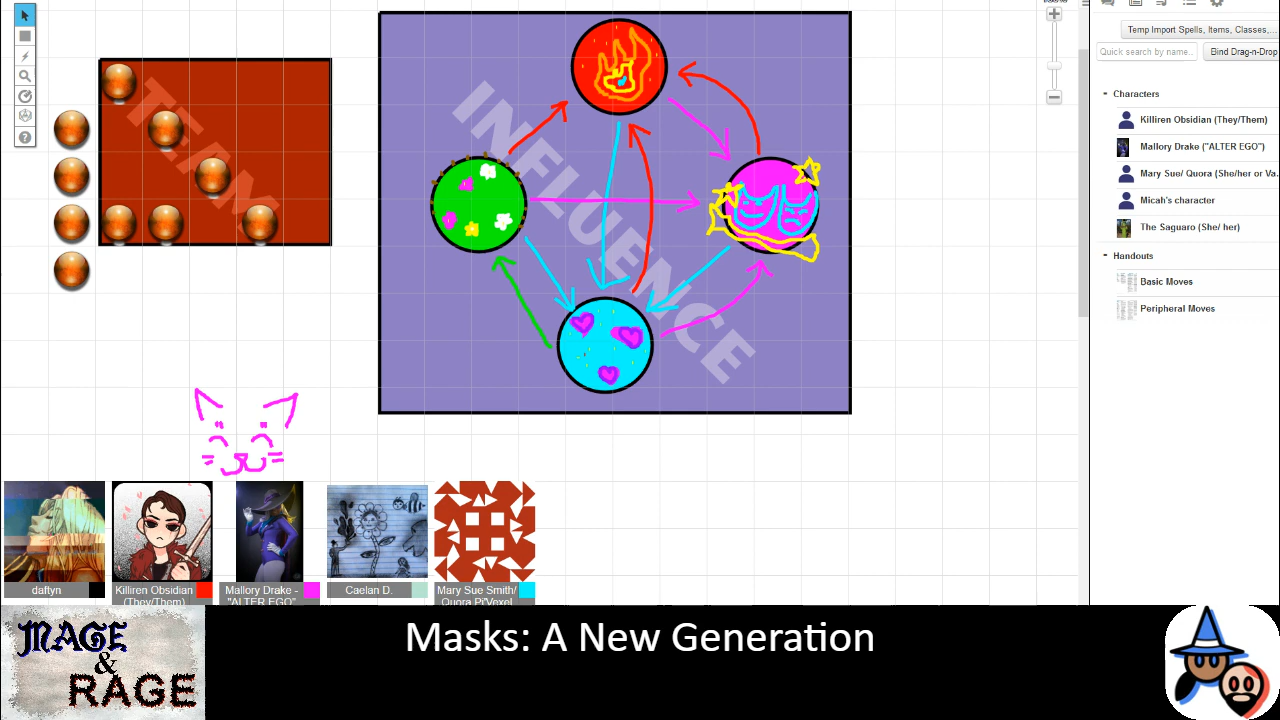 TEAM
INFLUENCE
Temp Import Spells, Items, Classes,...
Quick search by name..
Bind Drag-n-Drop
Characters
Killiren Obsidian (They/Them)
Mallory Drake ("ALTER EGO")
Mary Sue/ Quora (She/her or Va.
Micah's character
The Saguaro (She/ her)
Handouts
Basic Moves
Peripheral Moves
daftyn
Killiren Obsidian
(They/Them)
Mallory Drake -
"ALTER EGO"
Caelan D.
Mary Sue Smith/
Quora Pi'Vexel
MAGE
&
RAGE
Masks: A New Generation